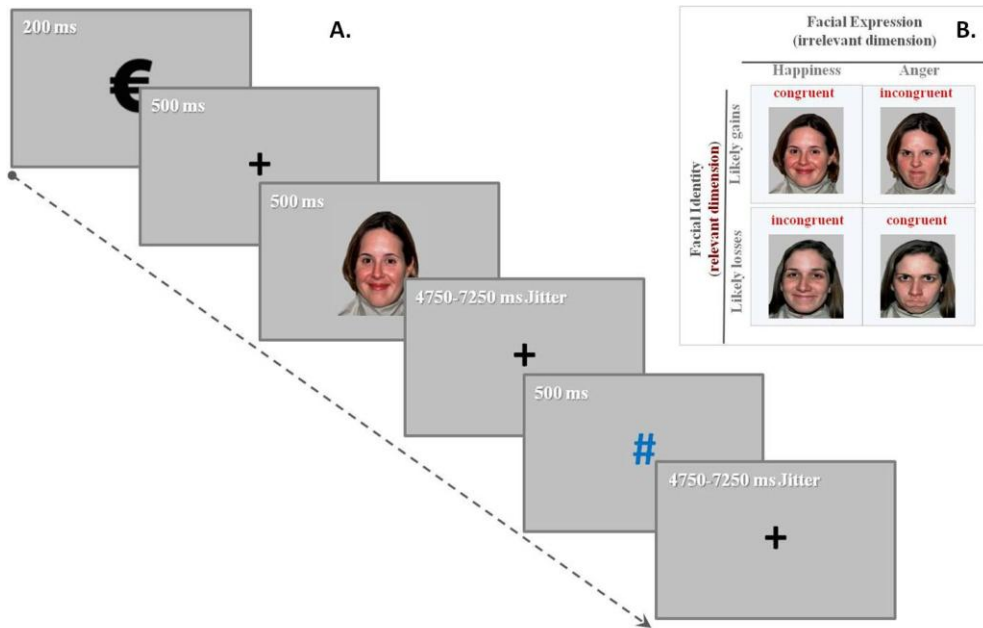 200 ms
A.
€
500 ms
+
500 ms
4750-7250 ms Jitter
+
500 ms
#
4750-7250 ms Jitter
+
B.
Facial Expression
(irrelevant dimension)
Happiness
Anger
Facial Identity
(relevant dimension)
Likely gains
congruent
incongruent
Likely losses
incongruent
congruent